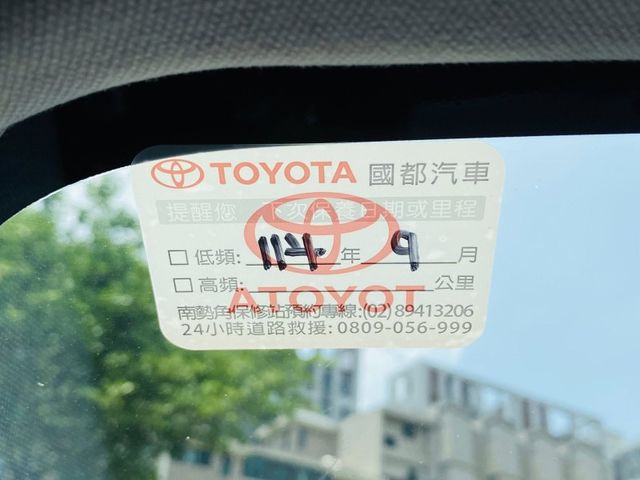 TOYOTA 國都汽車
提醒您 下次保養日期或里程
□低頻: 114 年 9 月
□高頻: 公里
ATOYOT
南勢角保修站預約專線:(02)89413206
24小時道路救援:0809-056-999